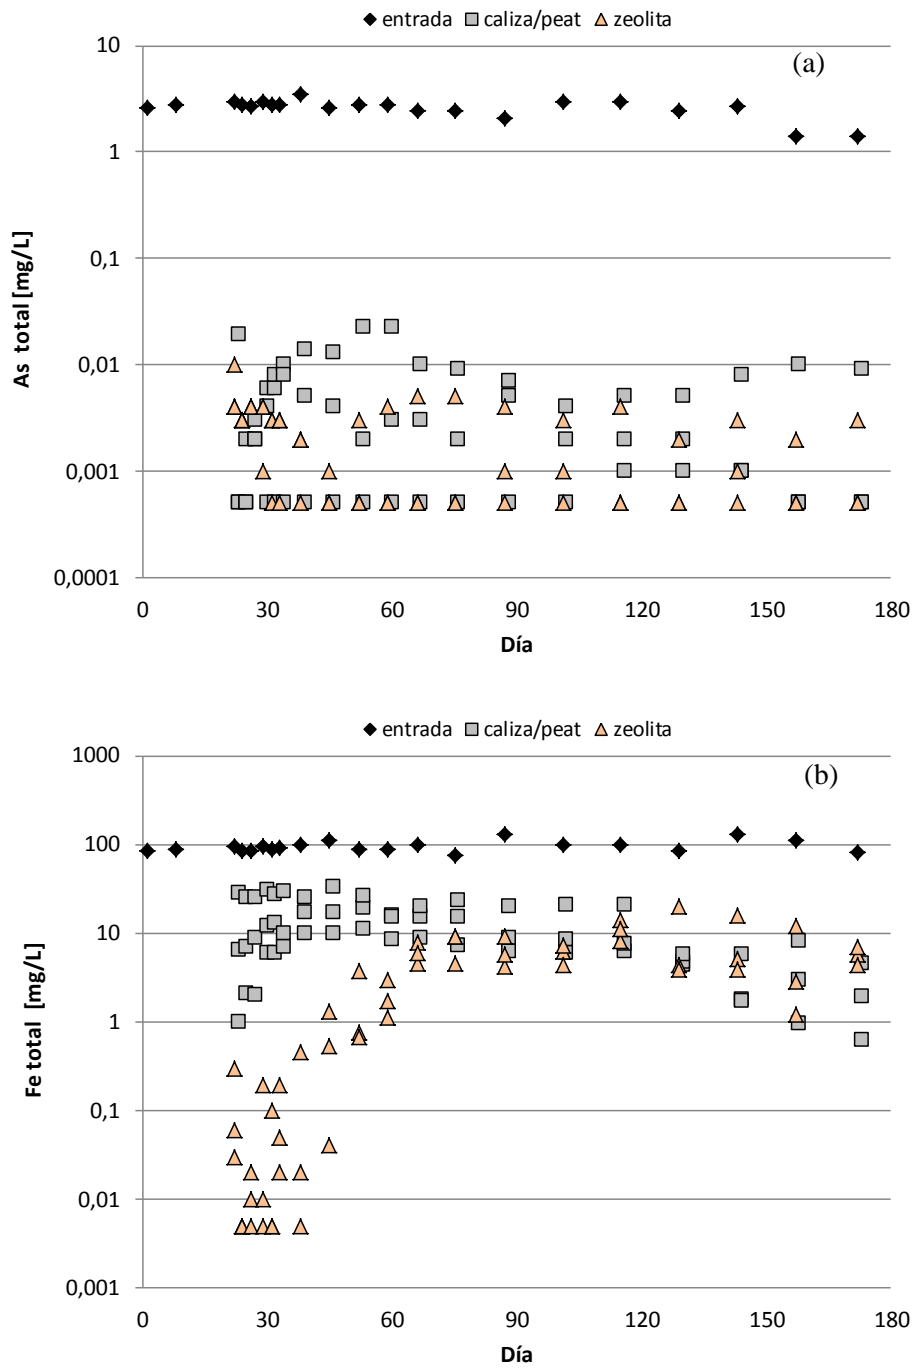 entrada caliza/peat zeolita
(a)
10
1
0,1
0,01
0,001
0,0001
As total [mg/L]
0 30 60 90 120 150 180
Día
entrada caliza/peat zeolita
(b)
1000
100
10
1
0,1
0,01
0,001
Fe total [mg/L]
0 30 60 90 120 150 180
Día